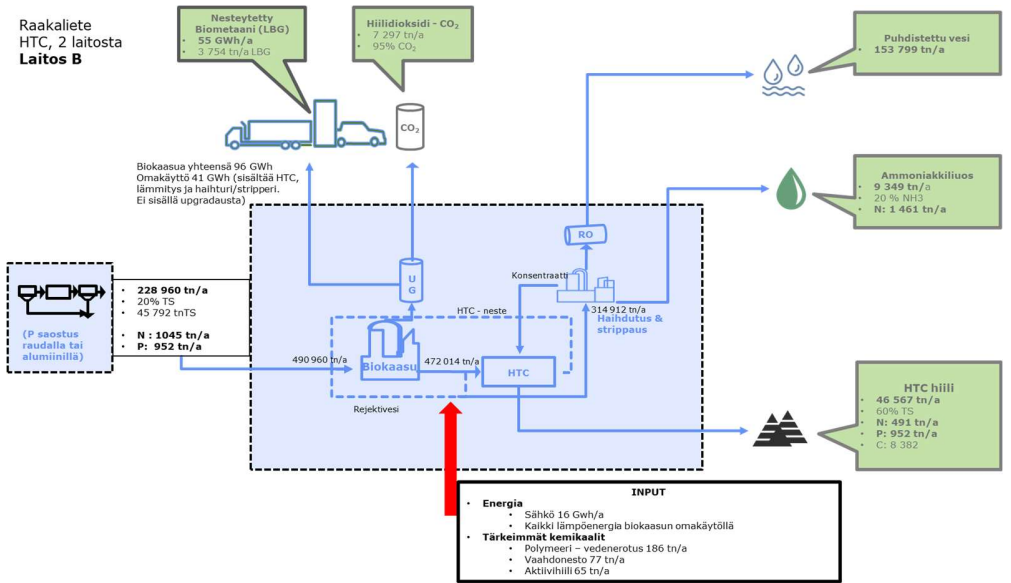 Raakaliete
HTC, 2 laitosta
Laitos B
Nesteytetty
Biometaani (LBG)
• 55 GWh/a
• 3 754 tn/a LBG
Hiilidioksidi - CO₂
• 7 297 tn/a
• 95% CO₂
Puhdistettu vesi
• 153 799 tn/a
CO₂
Biokaasua yhteensä 96 GWh
Omakäyttö 41 GWh (sisältää HTC,
lämmitys ja haihturi/stripperi.
Ei sisällä upgradausta)
Ammoniakkiliuos
• 9 349 tn/a
• 20 % NH3
• N: 1 461 tn/a
RO
U
G
Konsentraatti
• 228 960 tn/a
• 20% TS
• 45 792 tnTS
• N : 1045 tn/a
• P: 952 tn/a
(P saostus
raudalla tai
alumiinillä)
HTC - neste
314 912 tn/a
Haihdutus &
strippaus
490 960 tn/a
Biokaasu
472 014 tn/a
HTC
Rejektivesi
HTC hiili
• 46 567 tn/a
• 60% TS
• N: 491 tn/a
• P: 952 tn/a
• C: 8 382
INPUT
• Energia
• Sähkö 16 Gwh/a
• Kaikki lämpöenergia biokaasun omakäytöllä
• Tärkeimmät kemikaalit
• Polymeeri – vedenerotus 186 tn/a
• Vaahdonesto 77 tn/a
• Aktiivihiili 65 tn/a